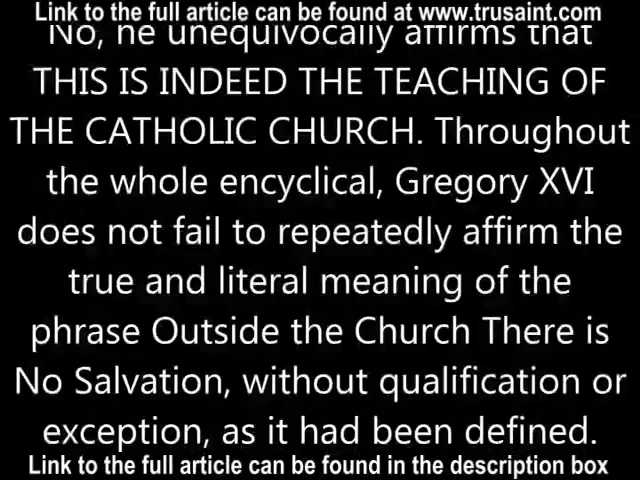 Link to the full article can be found at www.trusaint.com
No, he unequivocally affirms that
THIS IS INDEED THE TEACHING OF
THE CATHOLIC CHURCH. Throughout
the whole encyclical, Gregory XVI
does not fail to repeatedly affirm the
true and literal meaning of the
phrase Outside the Church There is
No Salvation, without qualification or
exception, as it had been defined.
Link to the full article can be found in the description box